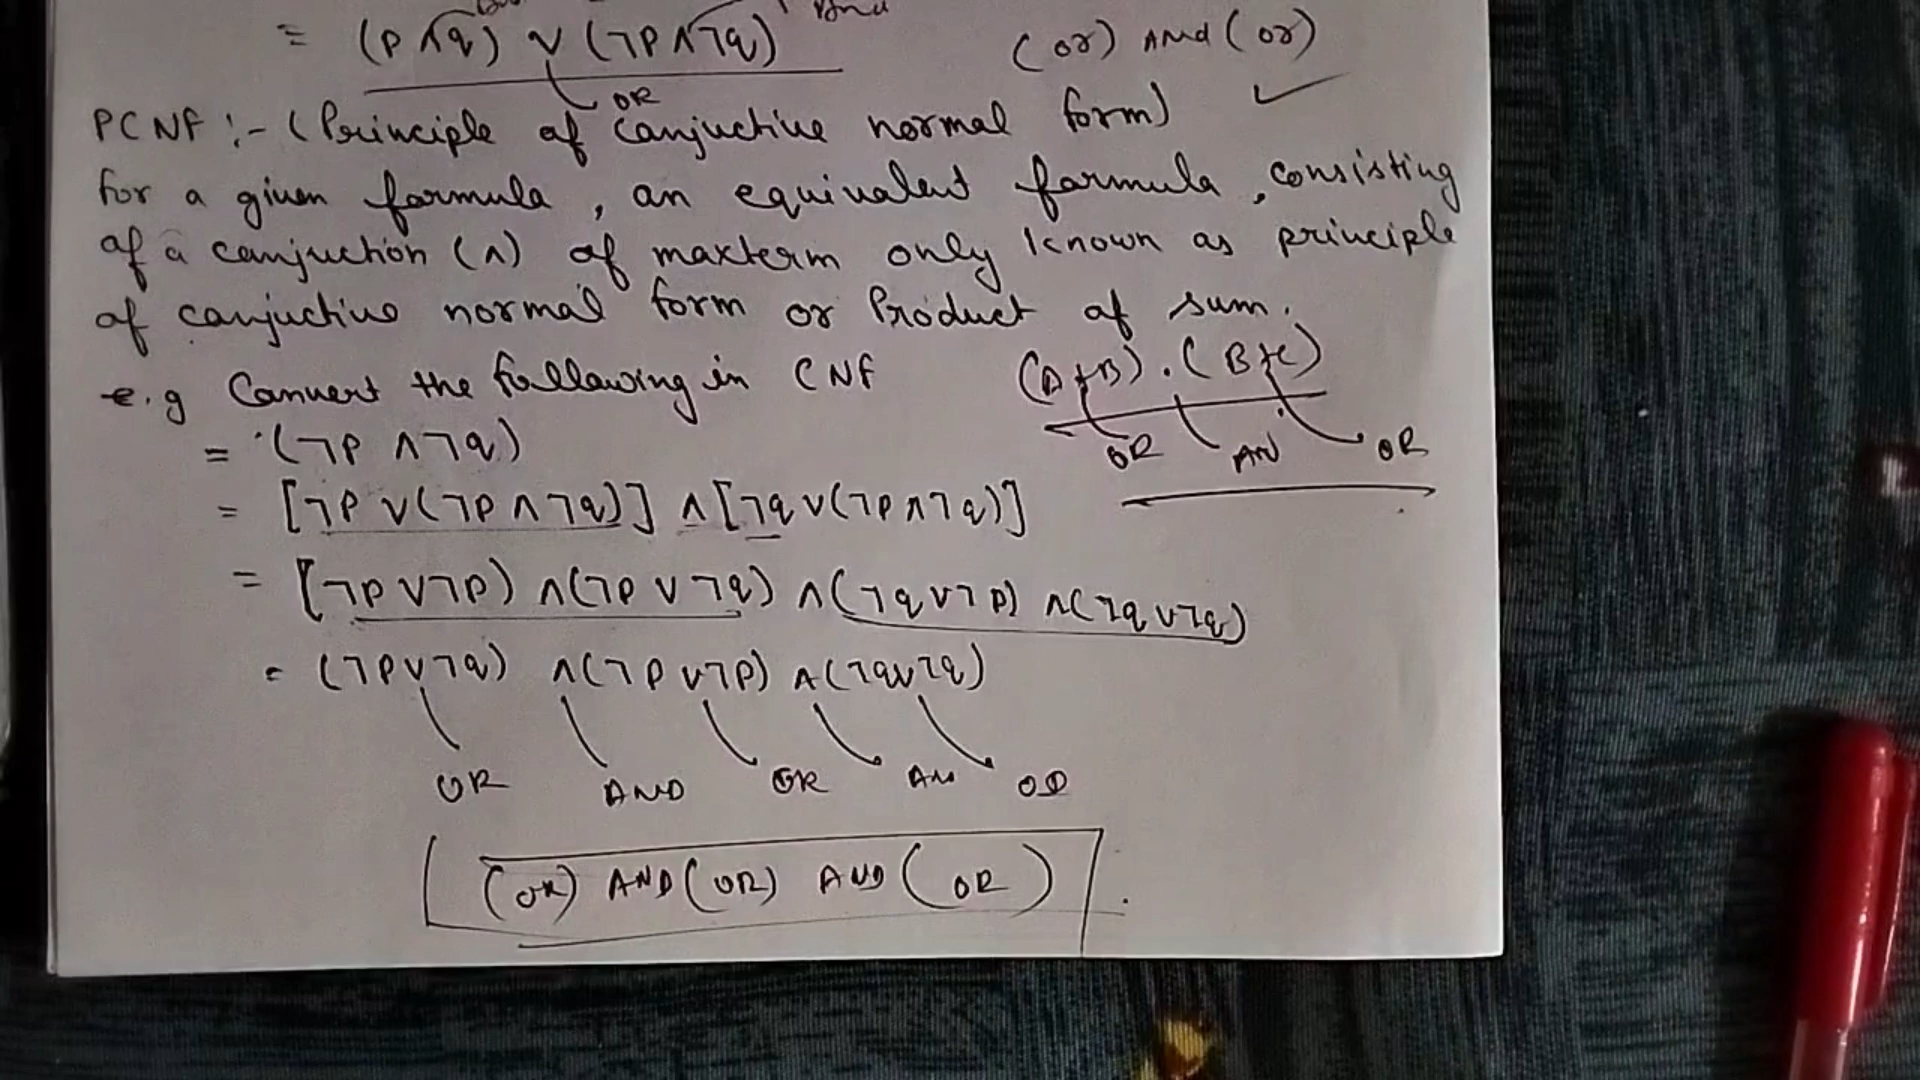 = (p ∧ q) ∨ (¬p ∧ ¬q)
(or) And (or)
OR
PCNF :- (Principle of Conjuctive normal form)
for a given formula, an equivalent formula, consisting
of a conjuction (∧) of maxterm only known as principle
of conjuctive normal form or Product of sum.
e.g Convert the following in CNF
(A+B).(B+C)
OR AN OR
= (¬p ∧ ¬q)
= [¬p ∨ (¬p ∧ ¬q)] ∧ [¬q ∨ (¬p ∧ ¬q)]
= [¬p ∨ ¬p) ∧ (¬p ∨ ¬q) ∧ (¬q ∨ ¬p) ∧ (¬q ∨ ¬q)
= (¬p ∨ ¬q) ∧ (¬p ∨ ¬p) ∧ (¬q ∨ ¬q)
OR AND OR AN OR
(OR) AND (OR) AND (OR)